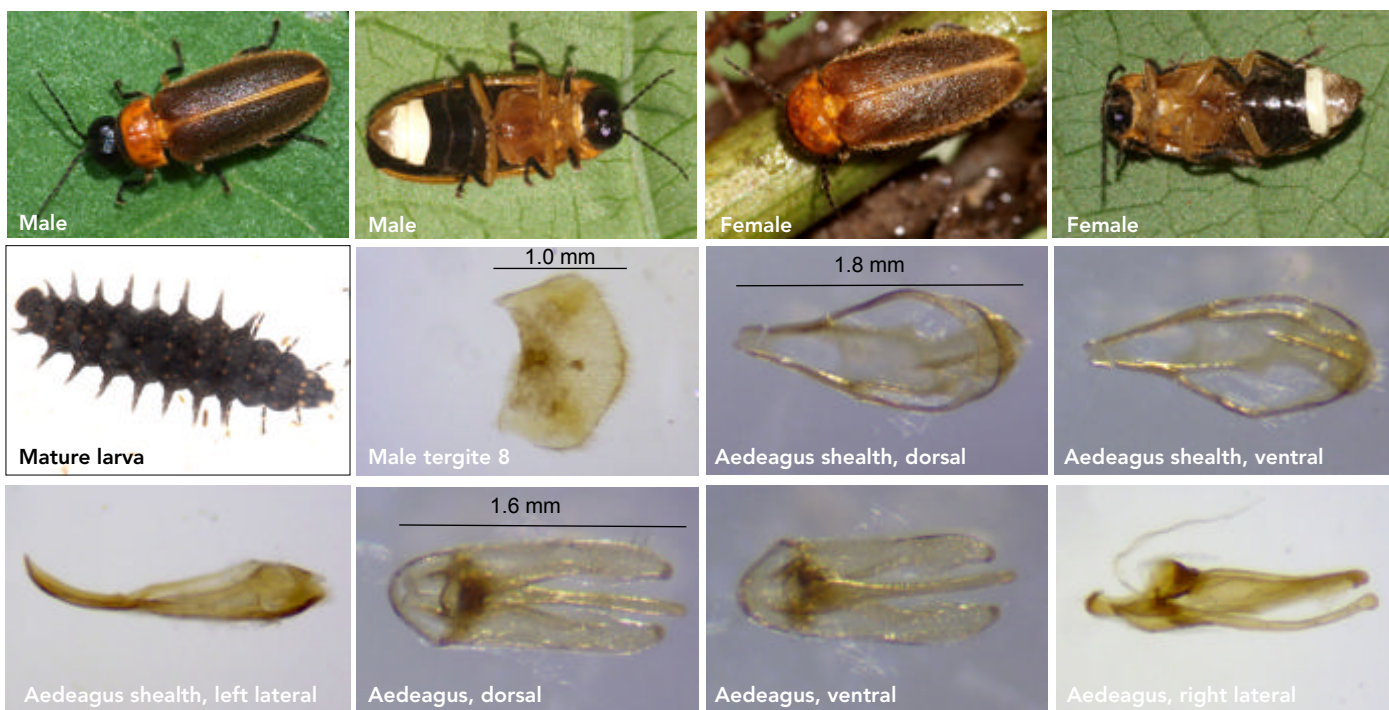 Male
Male
Female
Female
Mature larva
1.0 mm
Male tergite 8
1.8 mm
Aedeagus shealth, dorsal
Aedeagus shealth, ventral
Aedeagus shealth, left lateral
1.6 mm
Aedeagus, dorsal
Aedeagus, ventral
Aedeagus, right lateral